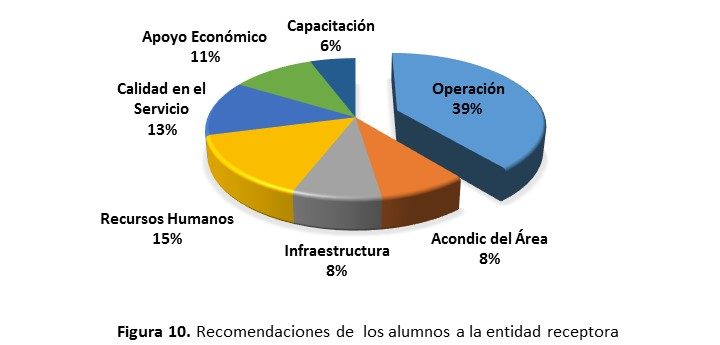 Capacitación
6%
Apoyo Económico
11%
Operación
39%
Calidad en el
Servicio
13%
Recursos Humanos
15%
Infraestructura
8%
Acondic del Área
8%
Figura 10. Recomendaciones de los alumnos a la entidad receptora